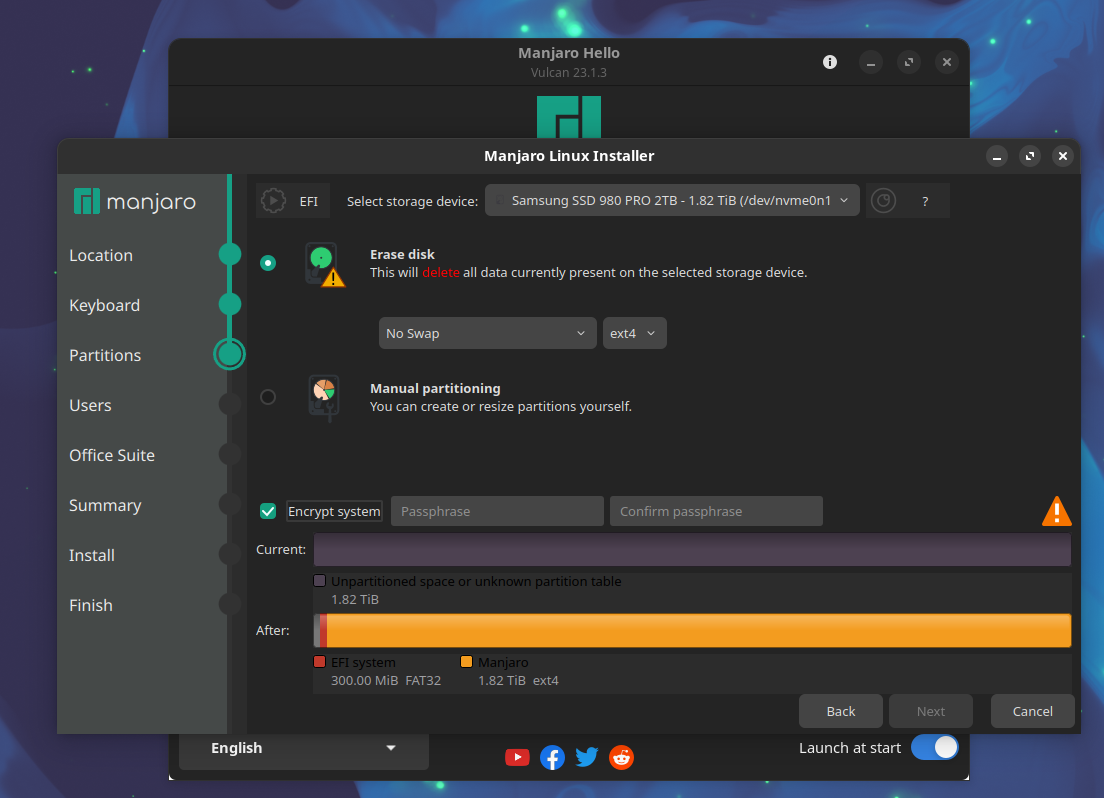 Manjaro Hello
Vulcan 23.1.3
Manjaro Linux Installer
manjaro
EFI
Select storage device:
Samsung SSD 980 PRO 2TB - 1.82 TiB (/dev/nvme0n1
?
Location
Keyboard
Partitions
Users
Office Suite
Summary
Install
Finish
Erase disk
This will delete all data currently present on the selected storage device.
No Swap
ext4
Manual partitioning
You can create or resize partitions yourself.
Encrypt system
Passphrase
Confirm passphrase
Current:
Unpartitioned space or unknown partition table
1.82 TiB
After:
EFI system
300.00 MiB FAT32
Manjaro
1.82 TiB ext4
Back
Next
Cancel
English
Launch at start